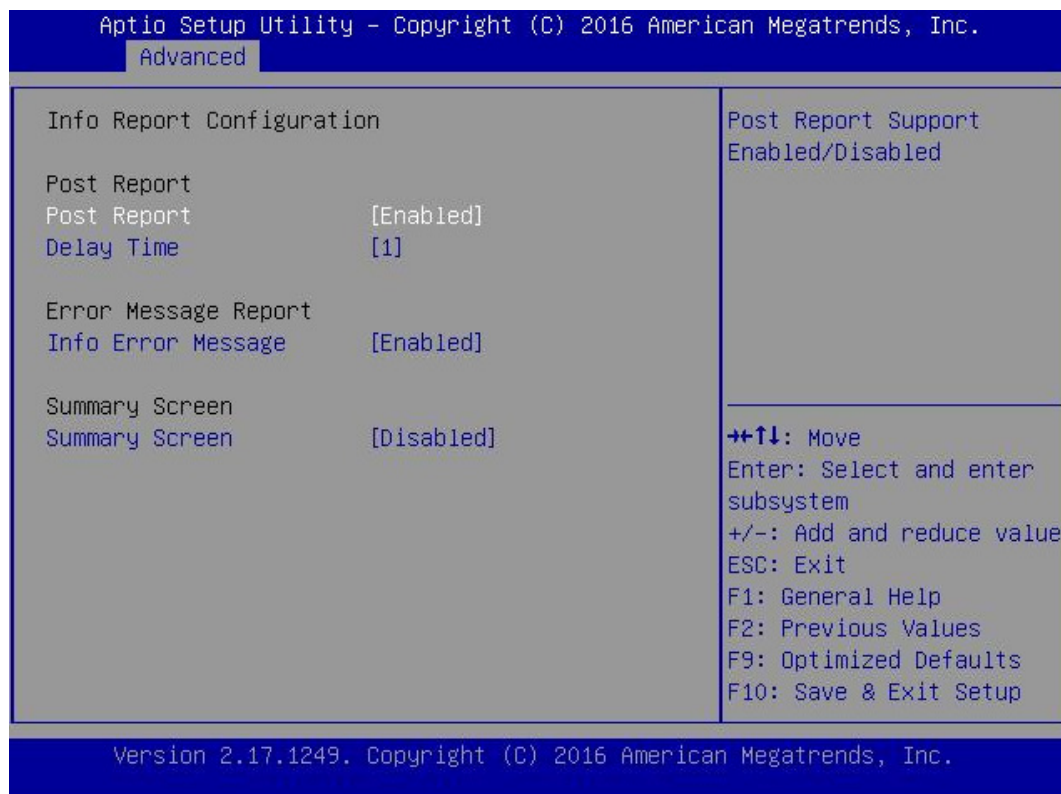 Aptio Setup Utility – Copyright (C) 2016 American Megatrends, Inc.
Advanced
Info Report Configuration
Post Report
Post Report [Enabled]
Delay Time [1]
Error Message Report
Info Error Message [Enabled]
Summary Screen
Summary Screen [Disabled]
Post Report Support
Enabled/Disabled
→←↑↓: Move
Enter: Select and enter
subsystem
+/-: Add and reduce value
ESC: Exit
F1: General Help
F2: Previous Values
F9: Optimized Defaults
F10: Save & Exit Setup
Version 2.17.1249. Copyright (C) 2016 American Megatrends, Inc.